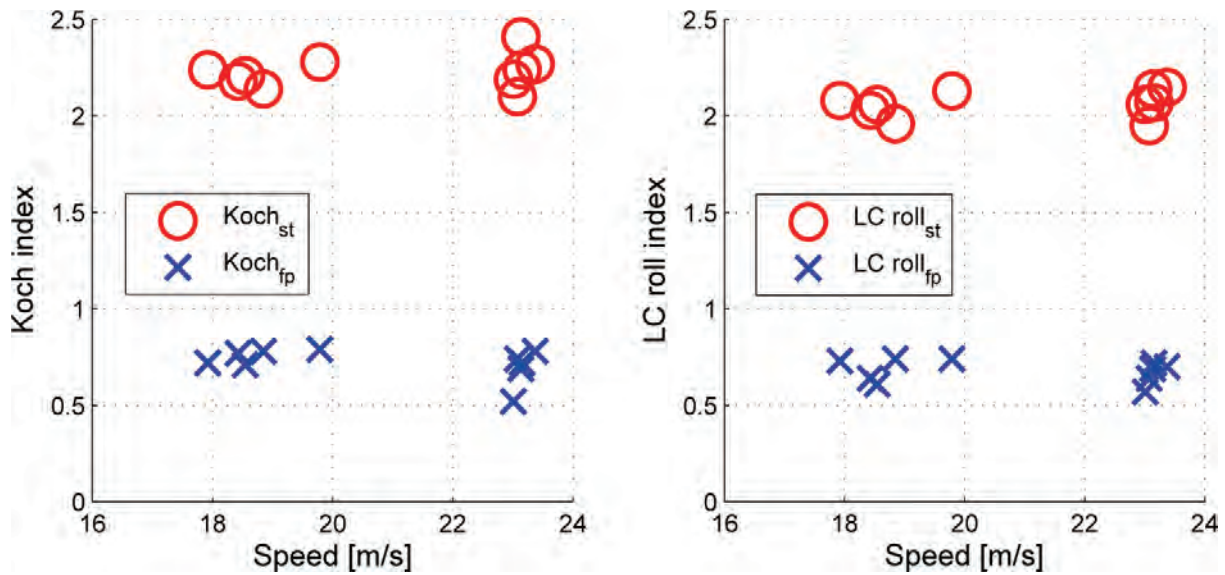 2.5
2
1.5
1
0.5
0
16 18 20 22 24
Koch index
Speed [m/s]
Koch_st
Koch_fp
2.5
2
1.5
1
0.5
0
16 18 20 22 24
LC roll index
Speed [m/s]
LC roll_st
LC roll_fp